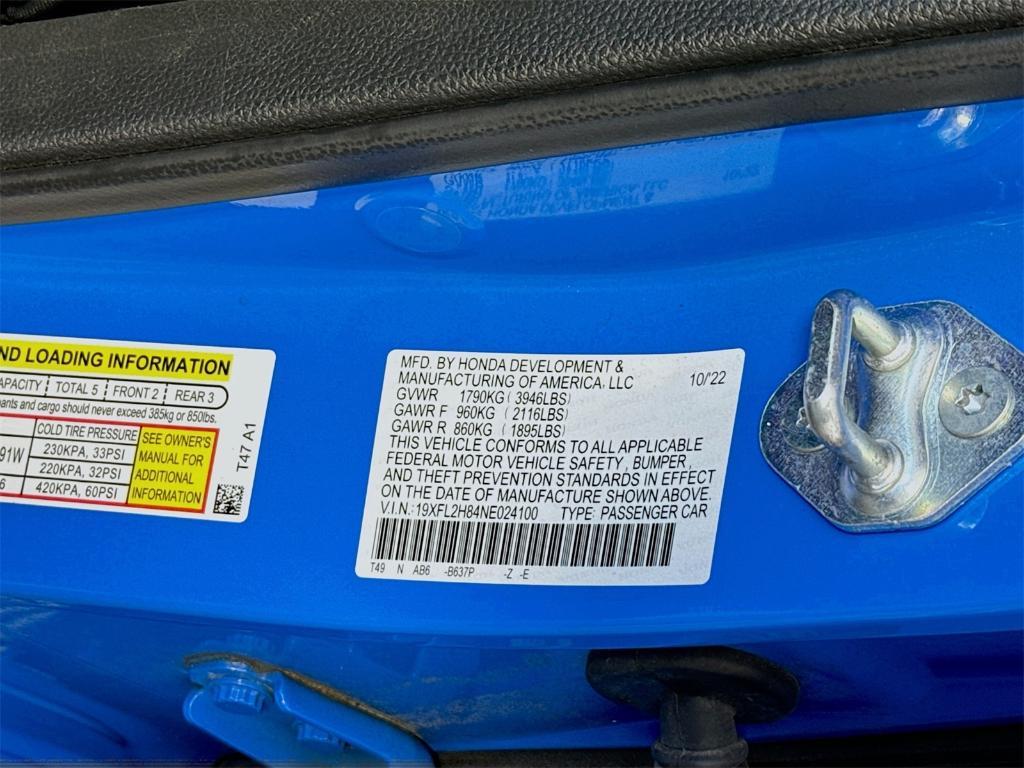 ND LOADING INFORMATION
APACITY TOTAL 5 FRONT 2 REAR 3
pants and cargo should never exceed 385kg or 850lbs.
COLD TIRE PRESSURE
91W 230KPA, 33PSI
220KPA, 32PSI
6 420KPA, 60PSI
SEE OWNER'S
MANUAL FOR
ADDITIONAL
INFORMATION
T47 A1
MFD. BY HONDA DEVELOPMENT &
MANUFACTURING OF AMERICA, LLC 10/'22
GVWR 1790KG (3946LBS)
GAWR F 960KG (2116LBS)
GAWR R 860KG (1895LBS)
THIS VEHICLE CONFORMS TO ALL APPLICABLE
FEDERAL MOTOR VEHICLE SAFETY, BUMPER,
AND THEFT PREVENTION STANDARDS IN EFFECT
ON THE DATE OF MANUFACTURE SHOWN ABOVE.
V.I.N.: 19XFL2H84NE024100 TYPE: PASSENGER CAR
T49 N AB6 -B637P -Z -E